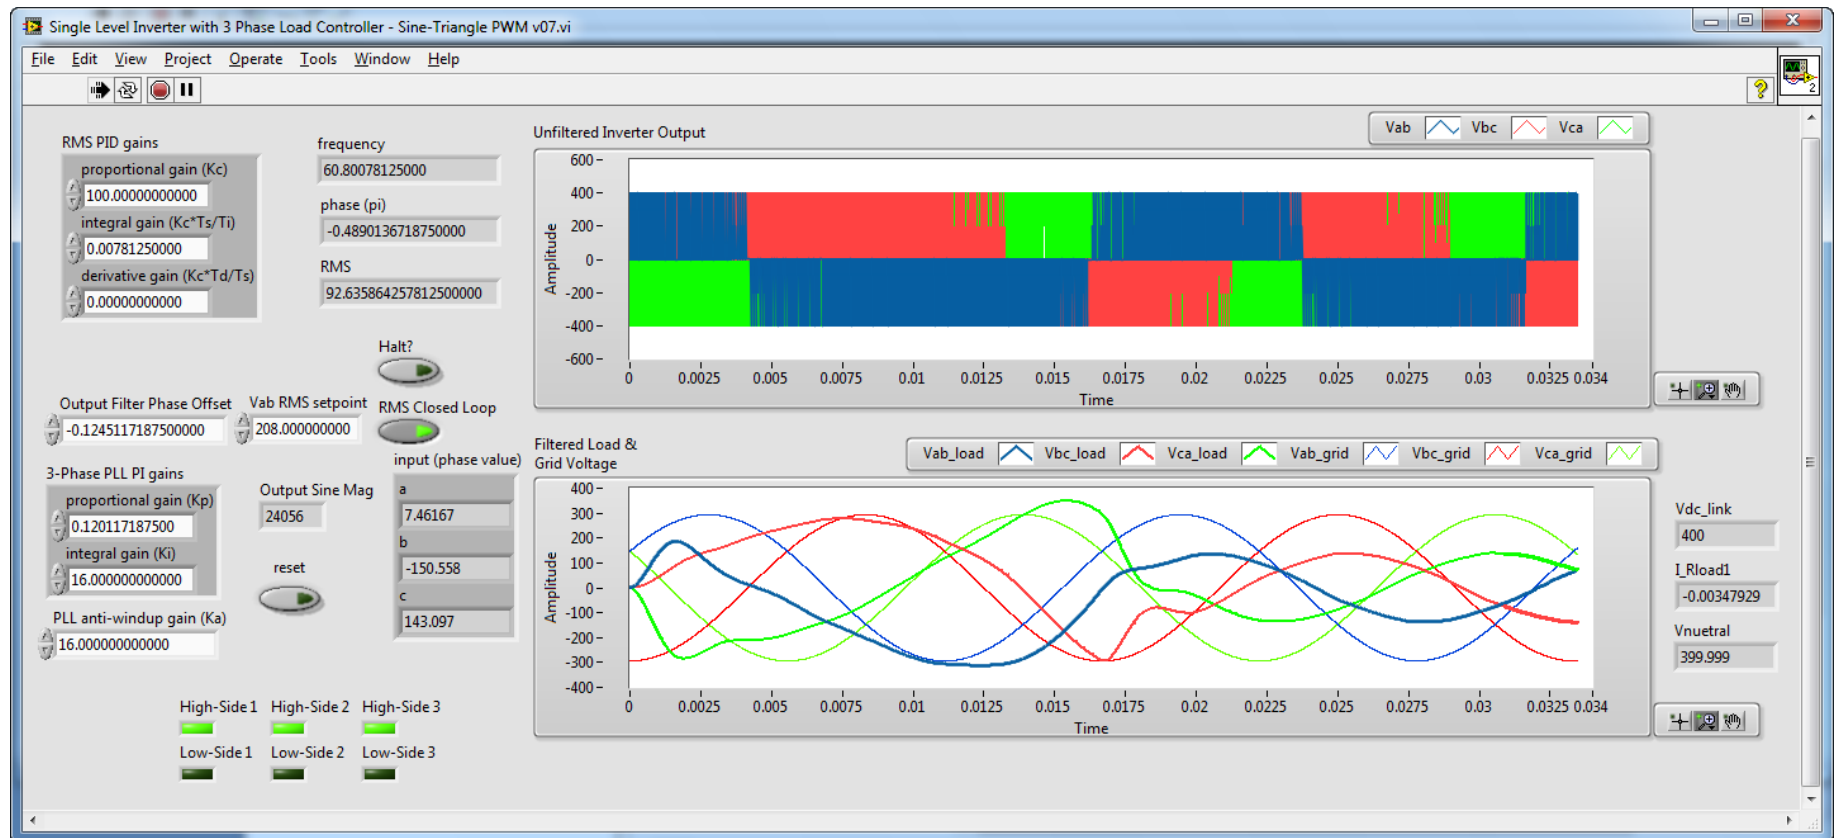 Single Level Inverter with 3 Phase Load Controller - Sine-Triangle PWM v07.vi
File Edit View Project Operate Tools Window Help
2
RMS PID gains
proportional gain (Kc)
100.00000000000
integral gain (Kc*Ts/Ti)
0.00781250000
derivative gain (Kc*Td/Ts)
0.00000000000
frequency
60.80078125000
phase (pi)
-0.4890136718750000
RMS
92.635864257812500000
Halt?
Output Filter Phase Offset
-0.1245117187500000
Vab RMS setpoint
208.000000000
RMS Closed Loop
3-Phase PLL PI gains
proportional gain (Kp)
0.120117187500
integral gain (Ki)
16.000000000000
PLL anti-windup gain (Ka)
16.000000000000
Output Sine Mag
24056
reset
input (phase value)
a
7.46167
b
-150.558
c
143.097
High-Side 1 High-Side 2 High-Side 3
Low-Side 1 Low-Side 2 Low-Side 3
Unfiltered Inverter Output
Vab Vbc Vca
Amplitude
600
400
200
0
-200
-400
-600
0 0.0025 0.005 0.0075 0.01 0.0125 0.015 0.0175 0.02 0.0225 0.025 0.0275 0.03 0.0325 0.034
Time
Filtered Load &
Grid Voltage
Vab_load Vbc_load Vca_load Vab_grid Vbc_grid Vca_grid
Amplitude
400
300
200
100
0
-100
-200
-300
-400
0 0.0025 0.005 0.0075 0.01 0.0125 0.015 0.0175 0.02 0.0225 0.025 0.0275 0.03 0.0325 0.034
Time
Vdc_link
400
I_Rload1
-0.00347929
Vnuetral
399.999